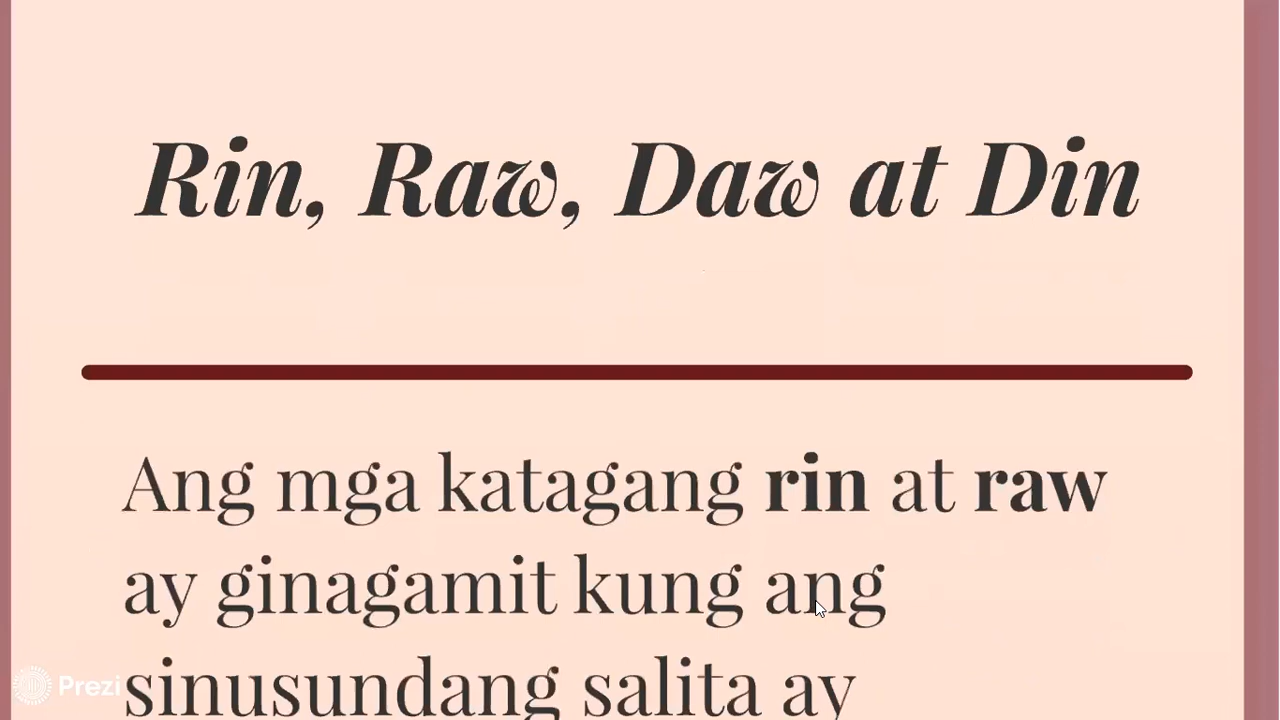 Rin, Raw, Daw at Din
Ang mga katagang rin at raw
ay ginagamit kung ang
sinusundang salita ay
Prezi